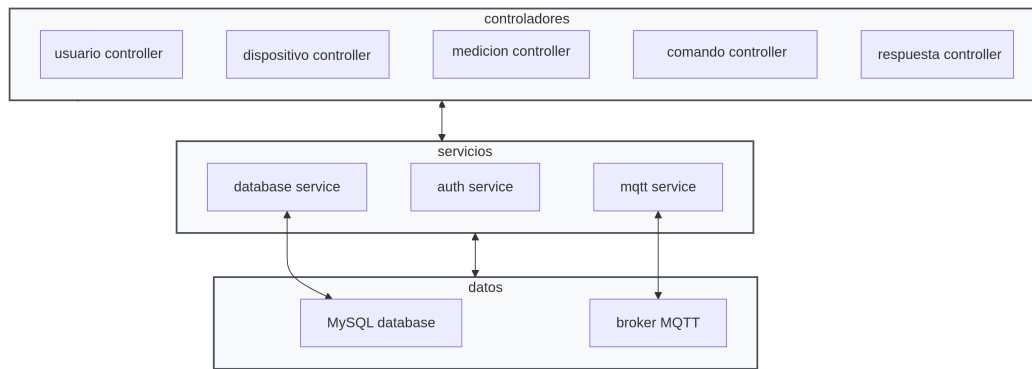 controladores
usuario controller
dispositivo controller
medicion controller
comando controller
respuesta controller
servicios
database service
auth service
mqtt service
datos
MySQL database
broker MQTT